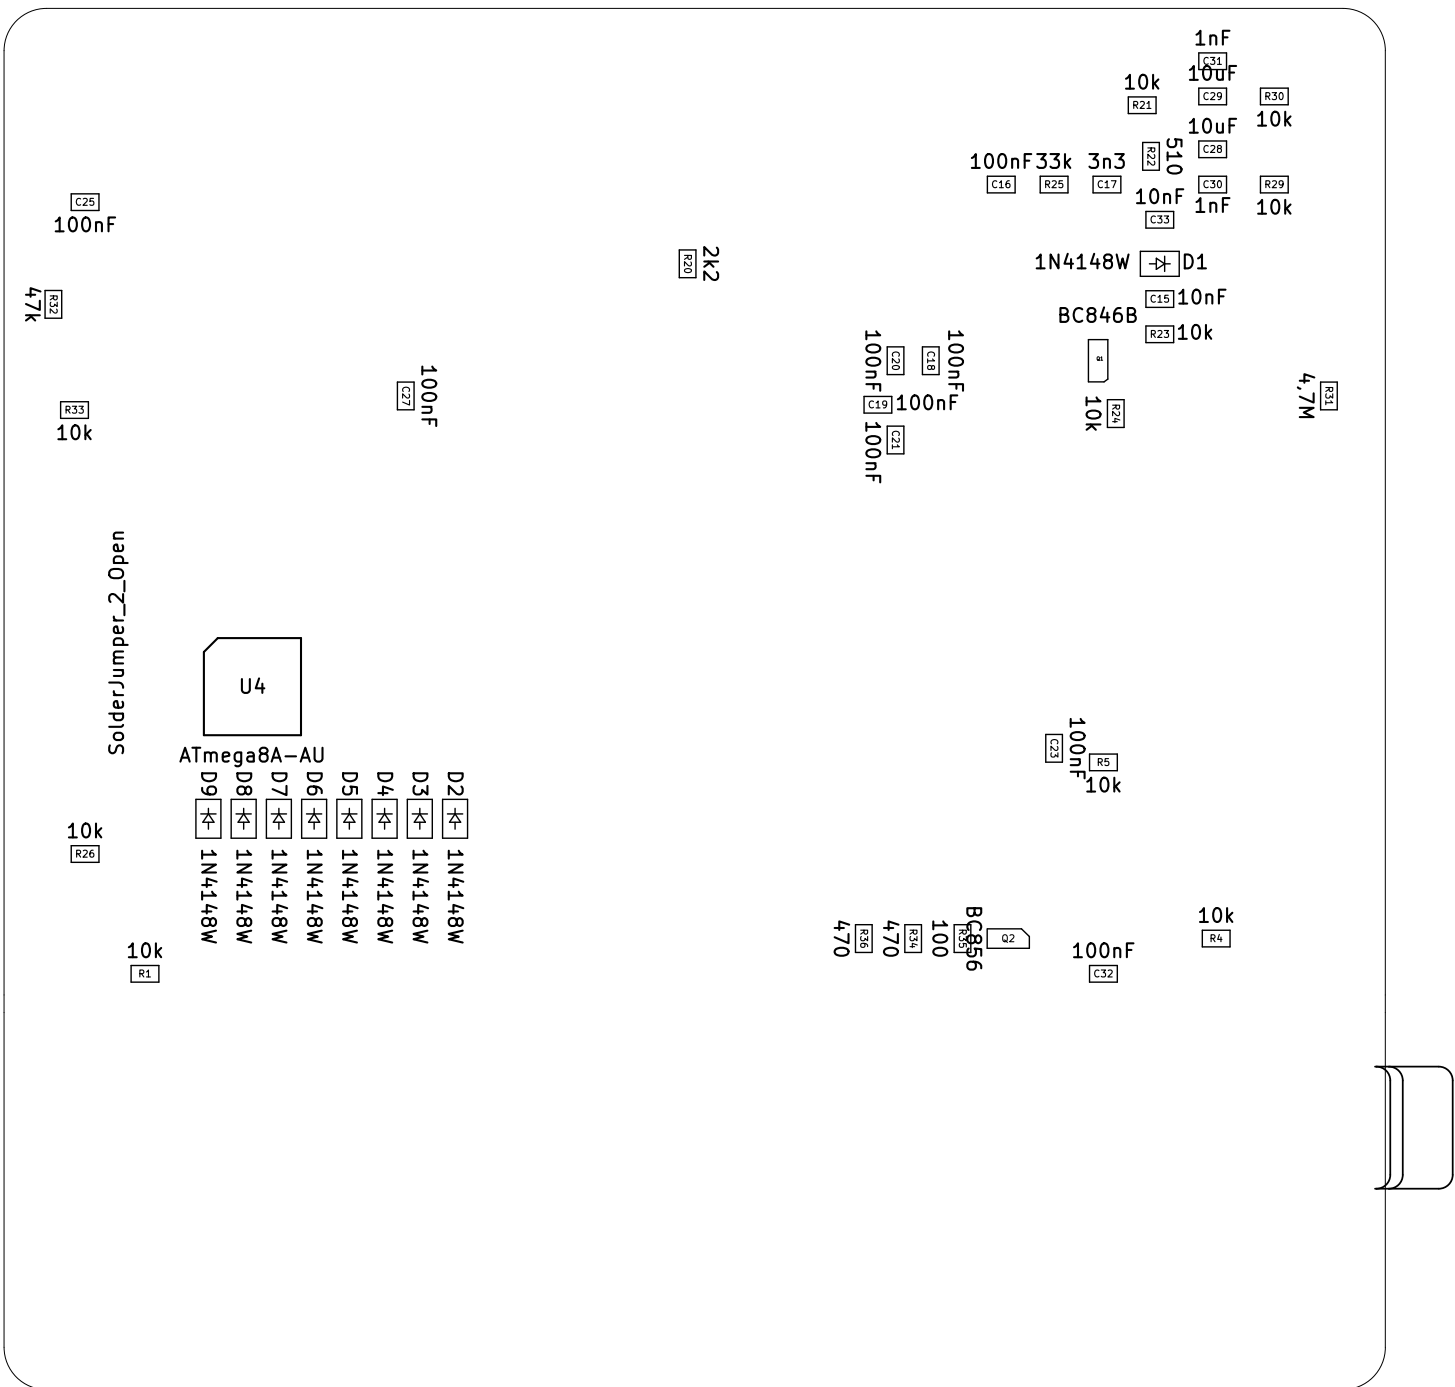 1nF
C31
10uF
C29
10k
R21
R30
10k
10uF
C28
510
R22
100nF
C16
33k
R25
3n3
C17
C30
1nF
R29
10k
10nF
C33
C25
100nF
2k2
R20
1N4148W
D1
47k
R32
C15
10nF
BC846B
R23
10k
100nF
C20
C18
100nF
100nF
C27
4,7M
R31
R33
10k
C19
100nF
10k
R24
100nF
C21
SolderJumper_2_Open
U4
ATmega8A-AU
100nF
C23
R5
10k
D9
D8
D7
D6
D5
D4
D3
D2
10k
R26
1N4148W
1N4148W
1N4148W
1N4148W
1N4148W
1N4148W
1N4148W
1N4148W
470
R36
470
R34
100
R35
BC856
Q2
10k
R4
10k
R1
100nF
C32